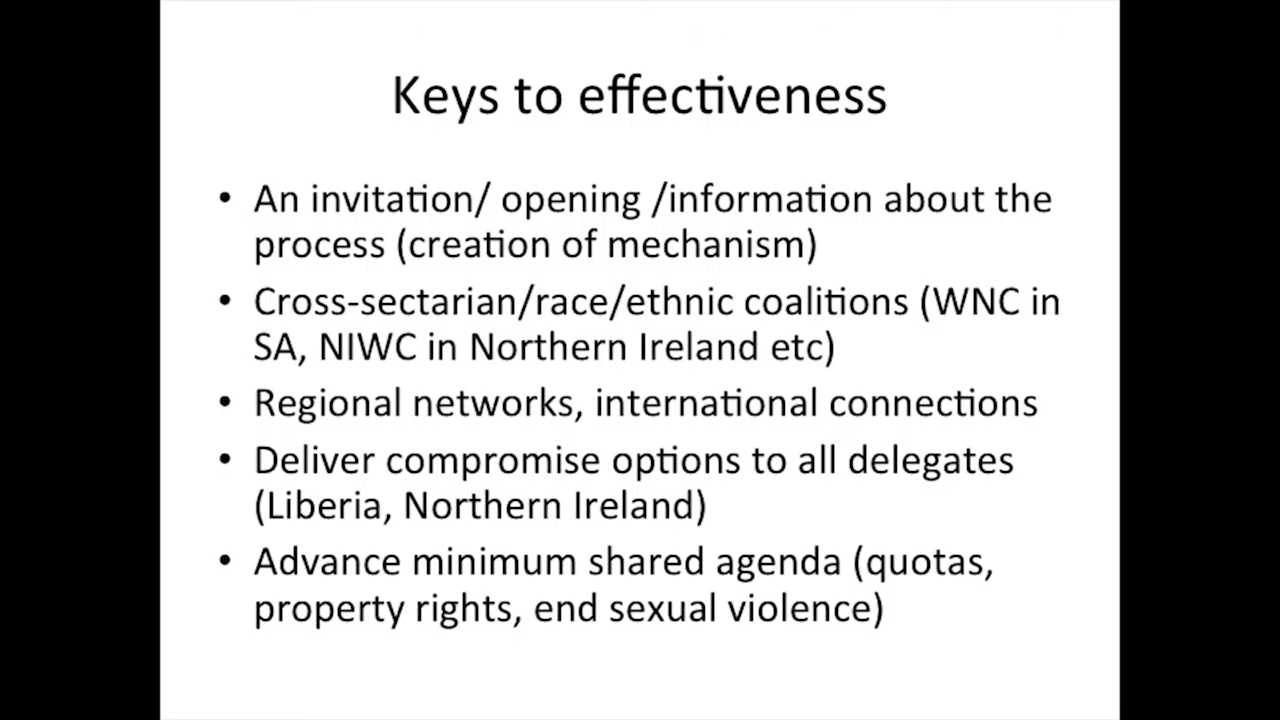 Keys to effectiveness
• An invitation/ opening /information about the
process (creation of mechanism)
• Cross-sectarian/race/ethnic coalitions (WNC in
SA, NIWC in Northern Ireland etc)
• Regional networks, international connections
• Deliver compromise options to all delegates
(Liberia, Northern Ireland)
• Advance minimum shared agenda (quotas,
property rights, end sexual violence)